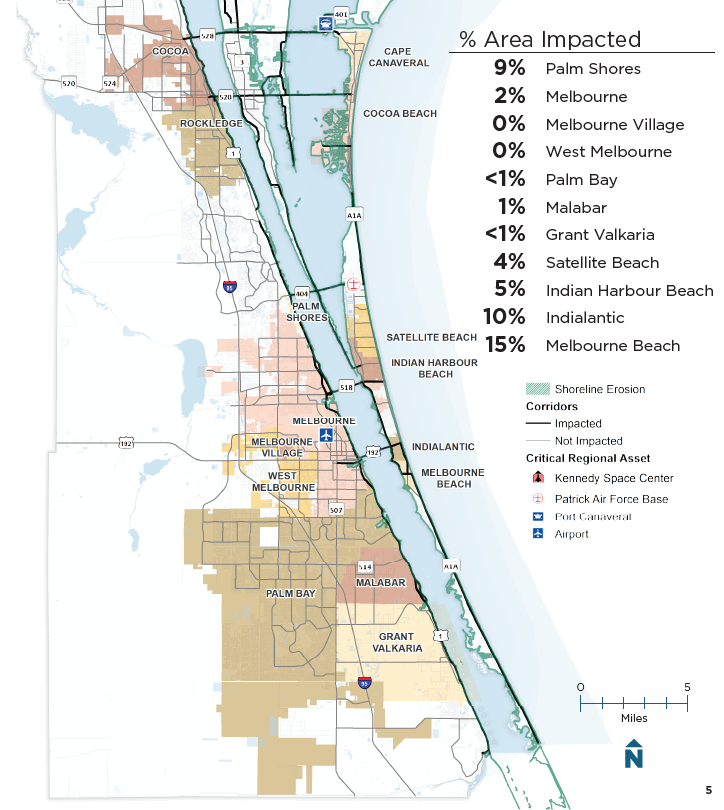 % Area Impacted
9% Palm Shores
2% Melbourne
0% Melbourne Village
0% West Melbourne
<1% Palm Bay
1% Malabar
<1% Grant Valkaria
4% Satellite Beach
5% Indian Harbour Beach
10% Indialantic
15% Melbourne Beach
Shoreline Erosion
Corridors
Impacted
Not Impacted
Critical Regional Asset
Kennedy Space Center
Patrick Air Force Base
Port Canaveral
Airport
401
528
COCOA
CAPE
CANAVERAL
3
520
524
520
COCOA BEACH
ROCKLEDGE
1
A1A
95
404
PALM
SHORES
SATELLITE BEACH
INDIAN HARBOUR
BEACH
518
MELBOURNE
192
MELBOURNE
VILLAGE
192
INDIALANTIC
WEST
MELBOURNE
MELBOURNE
BEACH
507
514
A1A
MALABAR
PALM BAY
1
GRANT
VALKARIA
95
0 5
Miles
N
5